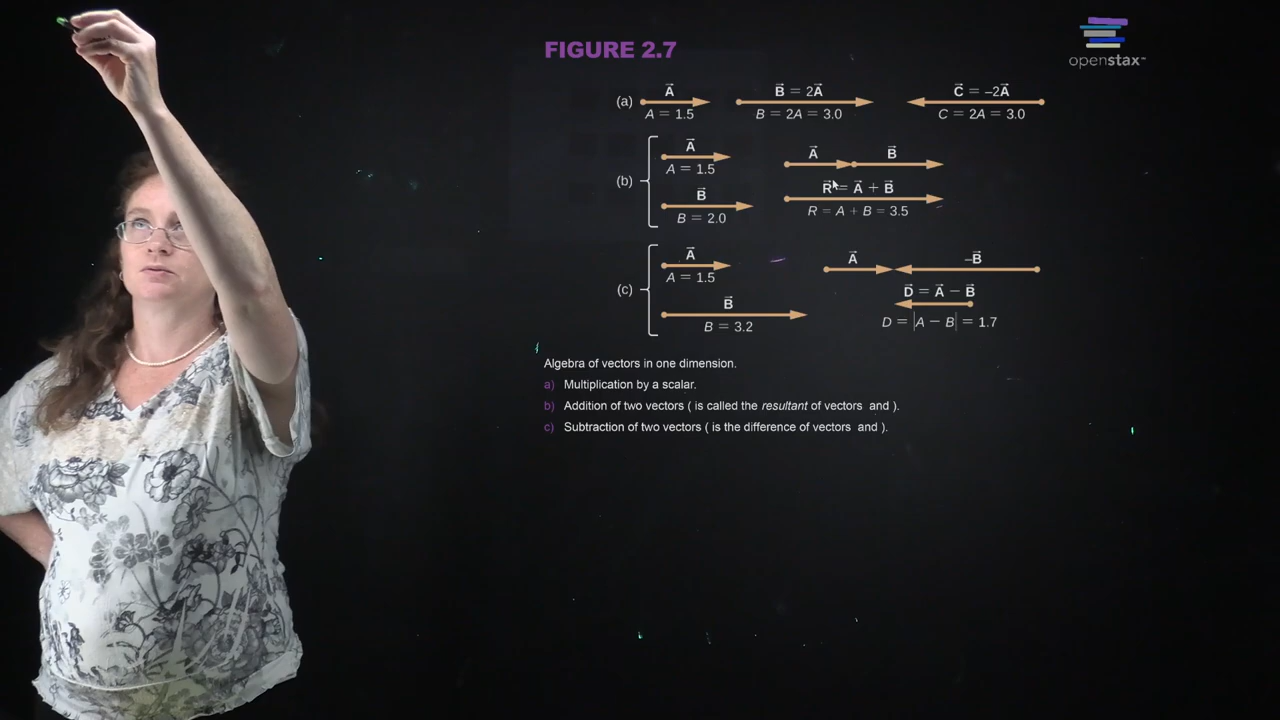 FIGURE 2.7
openstax™
(a) A⃗ B⃗ = 2A⃗ C⃗ = –2A⃗
A = 1.5 B = 2A = 3.0 C = 2A = 3.0
(b) A⃗
A = 1.5
B⃗
B = 2.0
A⃗ B⃗
R⃗ = A⃗ + B⃗
R = A + B = 3.5
(c) A⃗
A = 1.5
B⃗
B = 3.2
A⃗ –B⃗
D⃗ = A⃗ − B⃗
D = |A − B| = 1.7
Algebra of vectors in one dimension.
a) Multiplication by a scalar.
b) Addition of two vectors ( is called the resultant of vectors and ).
c) Subtraction of two vectors ( is the difference of vectors and ).